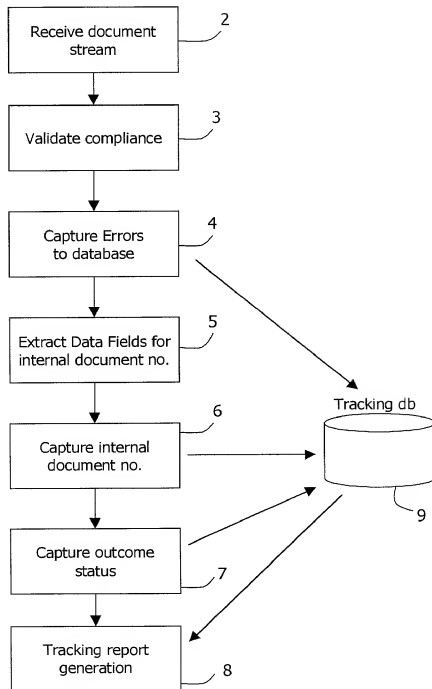 Receive document
stream
2
Validate compliance
3
Capture Errors
to database
4
Extract Data Fields for
internal document no.
5
Capture internal
document no.
6
Tracking db
9
Capture outcome
status
7
Tracking report
generation
8